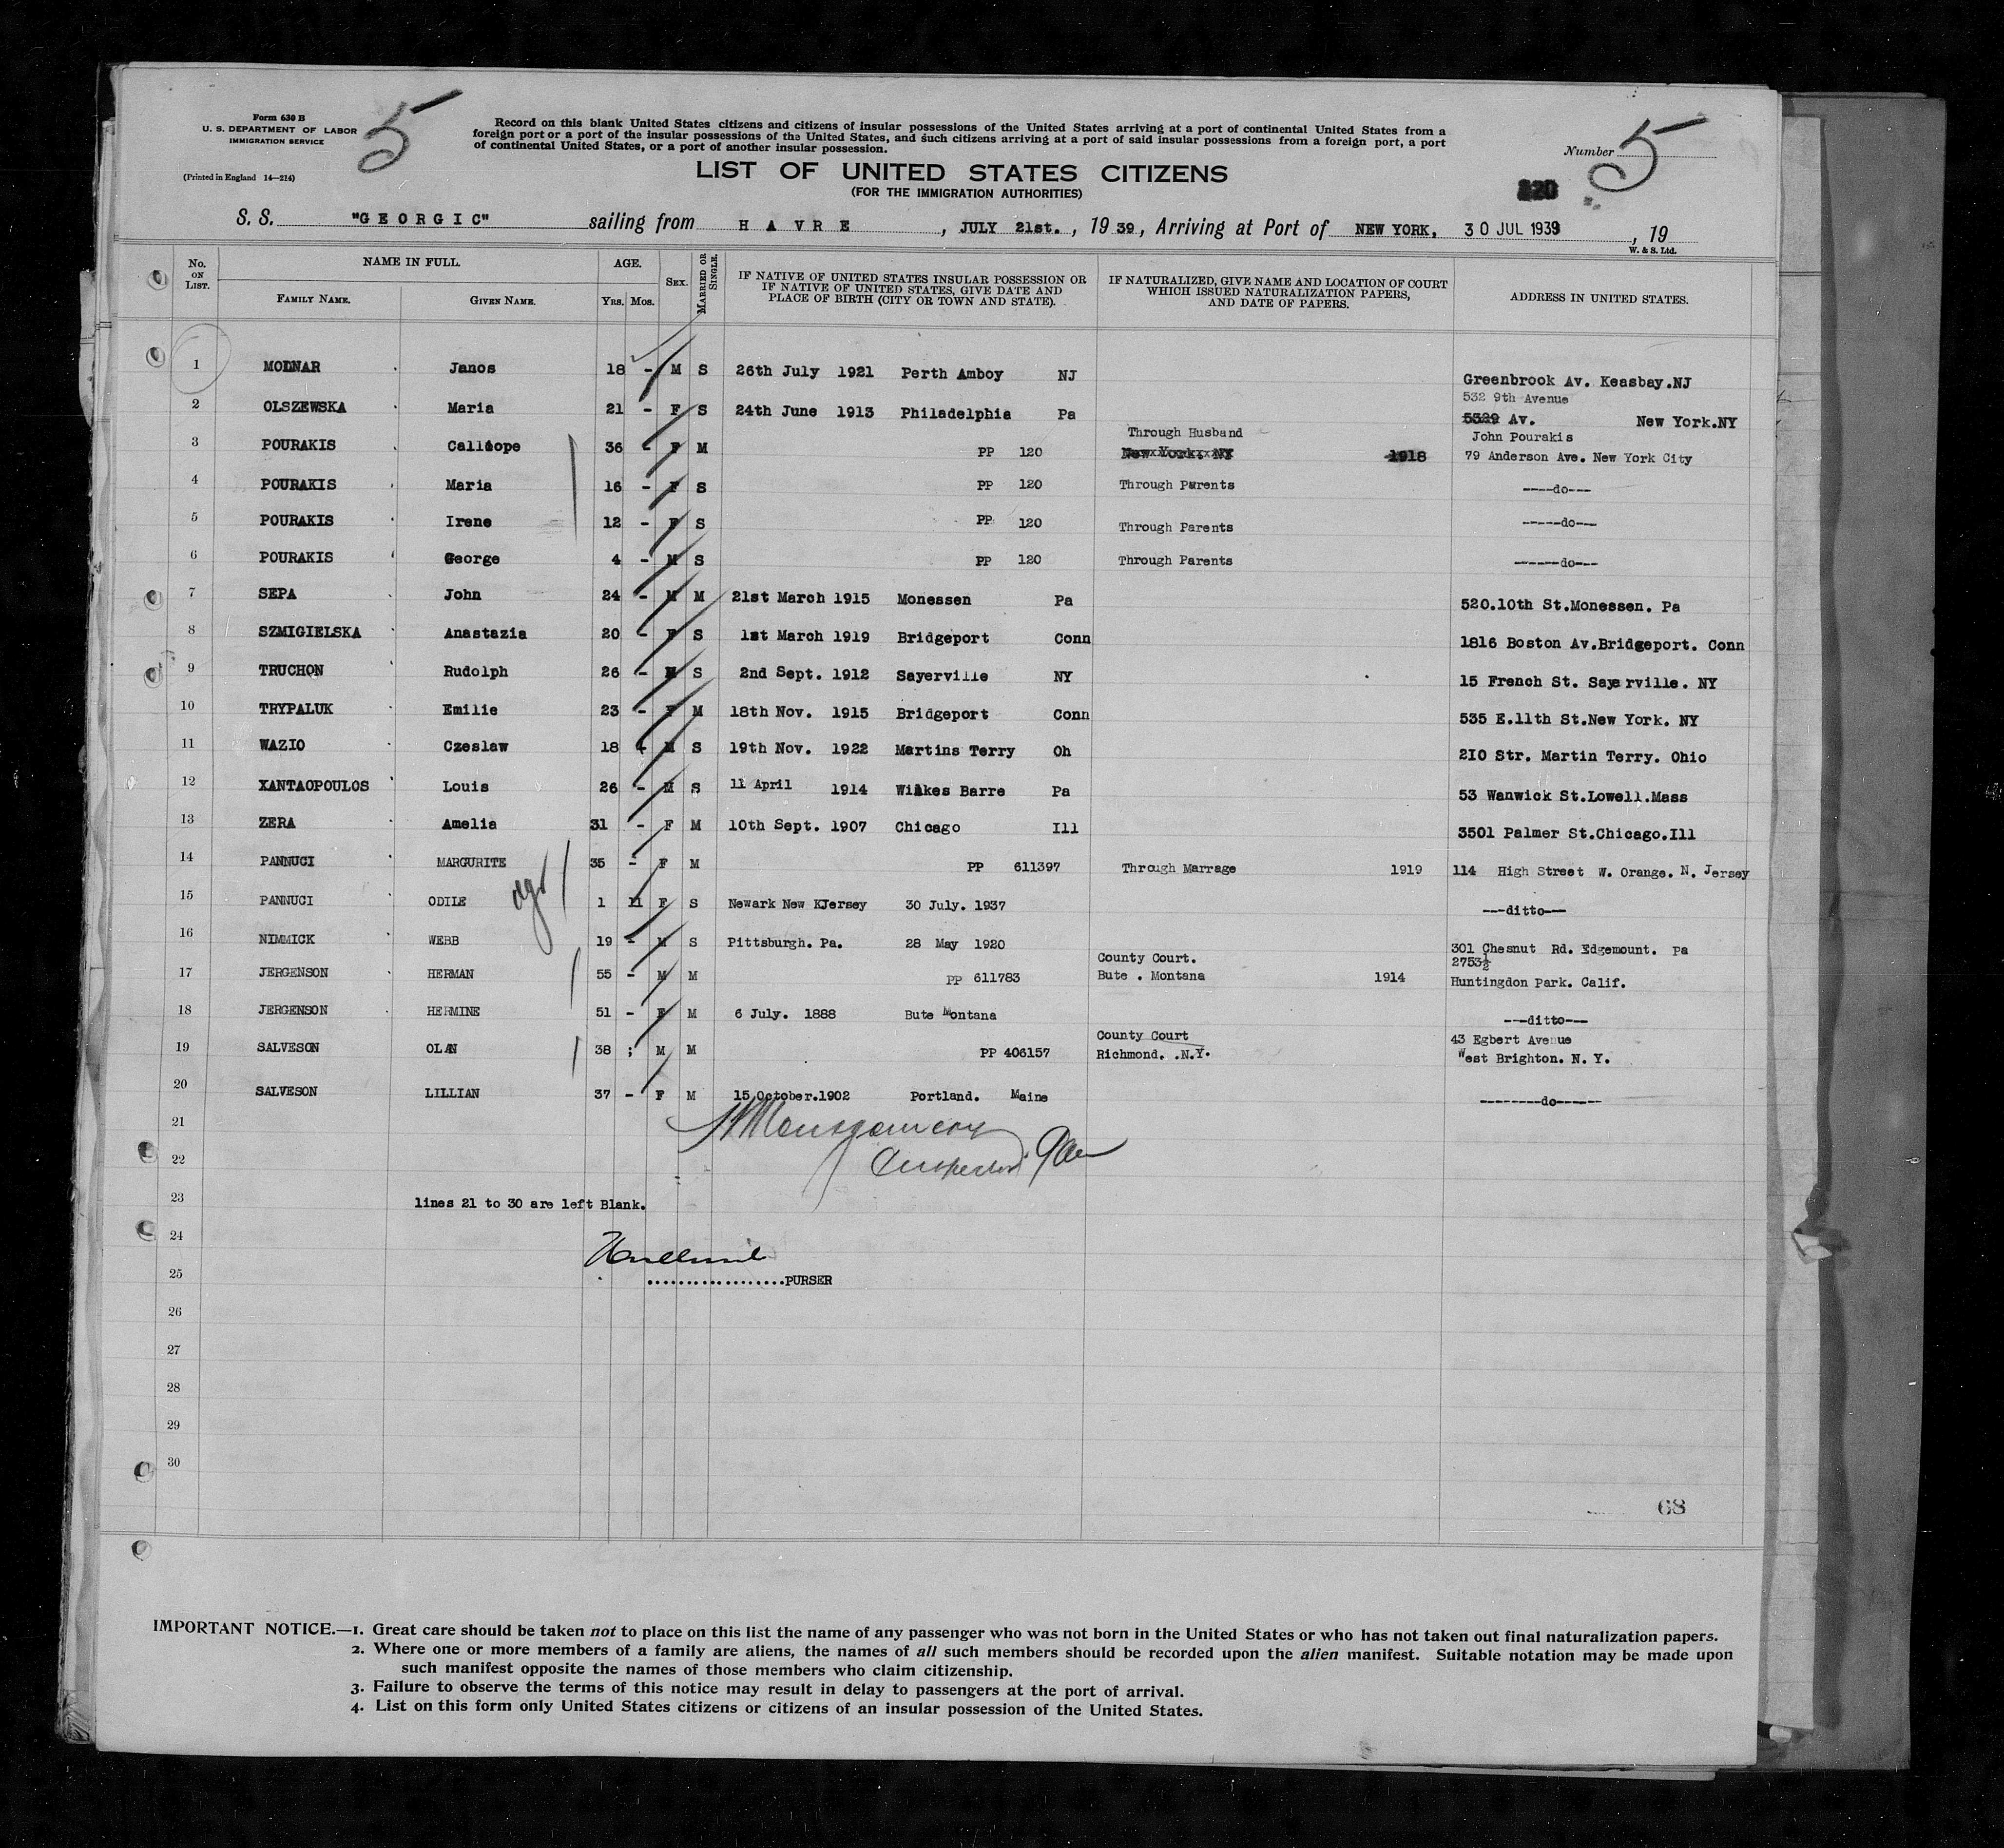 Form 630 B
U. S. DEPARTMENT OF LABOR
IMMIGRATION SERVICE
(Printed in England 14—214)
5
Record on this blank United States citizens and citizens of insular possessions of the United States arriving at a port of continental United States from a
foreign port or a port of the insular possessions of the United States, and such citizens arriving at a port of said insular possessions from a foreign port, a port
of continental United States, or a port of another insular possession.
LIST OF UNITED STATES CITIZENS
(FOR THE IMMIGRATION AUTHORITIES)
Number 5
S. S. "GEORGIC" sailing from HAVRE, JULY 21st., 1939, Arriving at Port of NEW YORK, 30 JUL 1939, 19
W. & S. Ltd.
No. ON LIST. NAME IN FULL. AGE. SEX. MARRIED OR SINGLE. IF NATIVE OF UNITED STATES INSULAR POSSESSION OR IF NATIVE OF UNITED STATES, GIVE DATE AND PLACE OF BIRTH (CITY OR TOWN AND STATE). IF NATURALIZED, GIVE NAME AND LOCATION OF COURT WHICH ISSUED NATURALIZATION PAPERS, AND DATE OF PAPERS. ADDRESS IN UNITED STATES.
FAMILY NAME. GIVEN NAME. Yrs. Mos.
1 MOLNAR Janos 18 - M S 26th July 1921 Perth Amboy NJ Greenbrook Av. Keasbay.NJ
532 9th Avenue
2 OLSZEWSKA Maria 21 - F S 24th June 1913 Philadelphia Pa 5329 Av. New York.NY
Through Husband John Pourakis
3 POURAKIS Calliope 36 - F M PP 120 New York. NY 1918 79 Anderson Ave. New York City
4 POURAKIS Maria 16 - F S PP 120 Through Parents ----do---
5 POURAKIS Irene 12 - F S PP 120 Through Parents -----do---
6 POURAKIS George 4 - M S PP 120 Through Parents ------do---
7 SEPA John 24 - M M 21st March 1915 Monessen Pa 520.10th St.Monessen. Pa
8 SZMIGIELSKA Anastazia 20 - F S 1st March 1919 Bridgeport Conn 1816 Boston Av.Bridgeport. Conn
9 TRUCHON Rudolph 26 - M S 2nd Sept. 1912 Sayerville NY 15 French St. Sayerville. NY
10 TRYPALUK Emilie 23 - F M 18th Nov. 1915 Bridgeport Conn 535 E.11th St.New York. NY
11 WAZIO Czeslaw 18 M S 19th Nov. 1922 Martins Terry Oh 210 Str. Martin Terry. Ohio
12 XANTAOPOULOS Louis 26 - M S 11 April 1914 Wilkes Barre Pa 53 Wanwick St.Lowell.Mass
13 ZERA Amelia 31 - F M 10th Sept. 1907 Chicago Ill 3501 Palmer St.Chicago.Ill
14 PANNUCI MARGURITE 35 - F M PP 611397 Through Marrage 1919 114 High Street W. Orange. N. Jersey
15 PANNUCI ODILE 1 11 F S Newark New KJersey 30 July. 1937 ---ditto---
16 NIMMICK WEBB 19 - M S Pittsburgh. Pa. 28 May 1920 301 Chesnut Rd. Edgemount. Pa
County Court. 2753½
17 JERGENSON HERMAN 55 - M M PP 611783 Bute . Montana 1914 Huntingdon Park. Calif.
18 JERGENSON HERMINE 51 - F M 6 July. 1888 Bute Montana ---ditto---
County Court 43 Egbert Avenue
19 SALVESON OLAN 38 ; M M PP 406157 Richmond. .N.Y. West Brighton. N. Y.
20 SALVESON LILLIAN 37 - F M 15 October.1902 Portland. Maine --------do------
21
Montgomery
22
Inspector
23 lines 21 to 30 are left Blank.
24
25 ..................PURSER
26
27
28
29
30
68
IMPORTANT NOTICE.—1. Great care should be taken not to place on this list the name of any passenger who was not born in the United States or who has not taken out final naturalization papers.
2. Where one or more members of a family are aliens, the names of all such members should be recorded upon the alien manifest. Suitable notation may be made upon
such manifest opposite the names of those members who claim citizenship.
3. Failure to observe the terms of this notice may result in delay to passengers at the port of arrival.
4. List on this form only United States citizens or citizens of an insular possession of the United States.